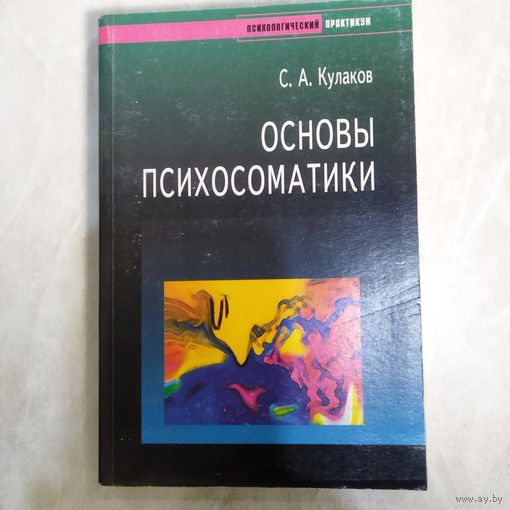 ПСИХОЛОГИЧЕСКИЙ ПРАКТИКУМ
С. А. Кулаков
ОСНОВЫ
ПСИХОСОМАТИКИ
www.ay.by